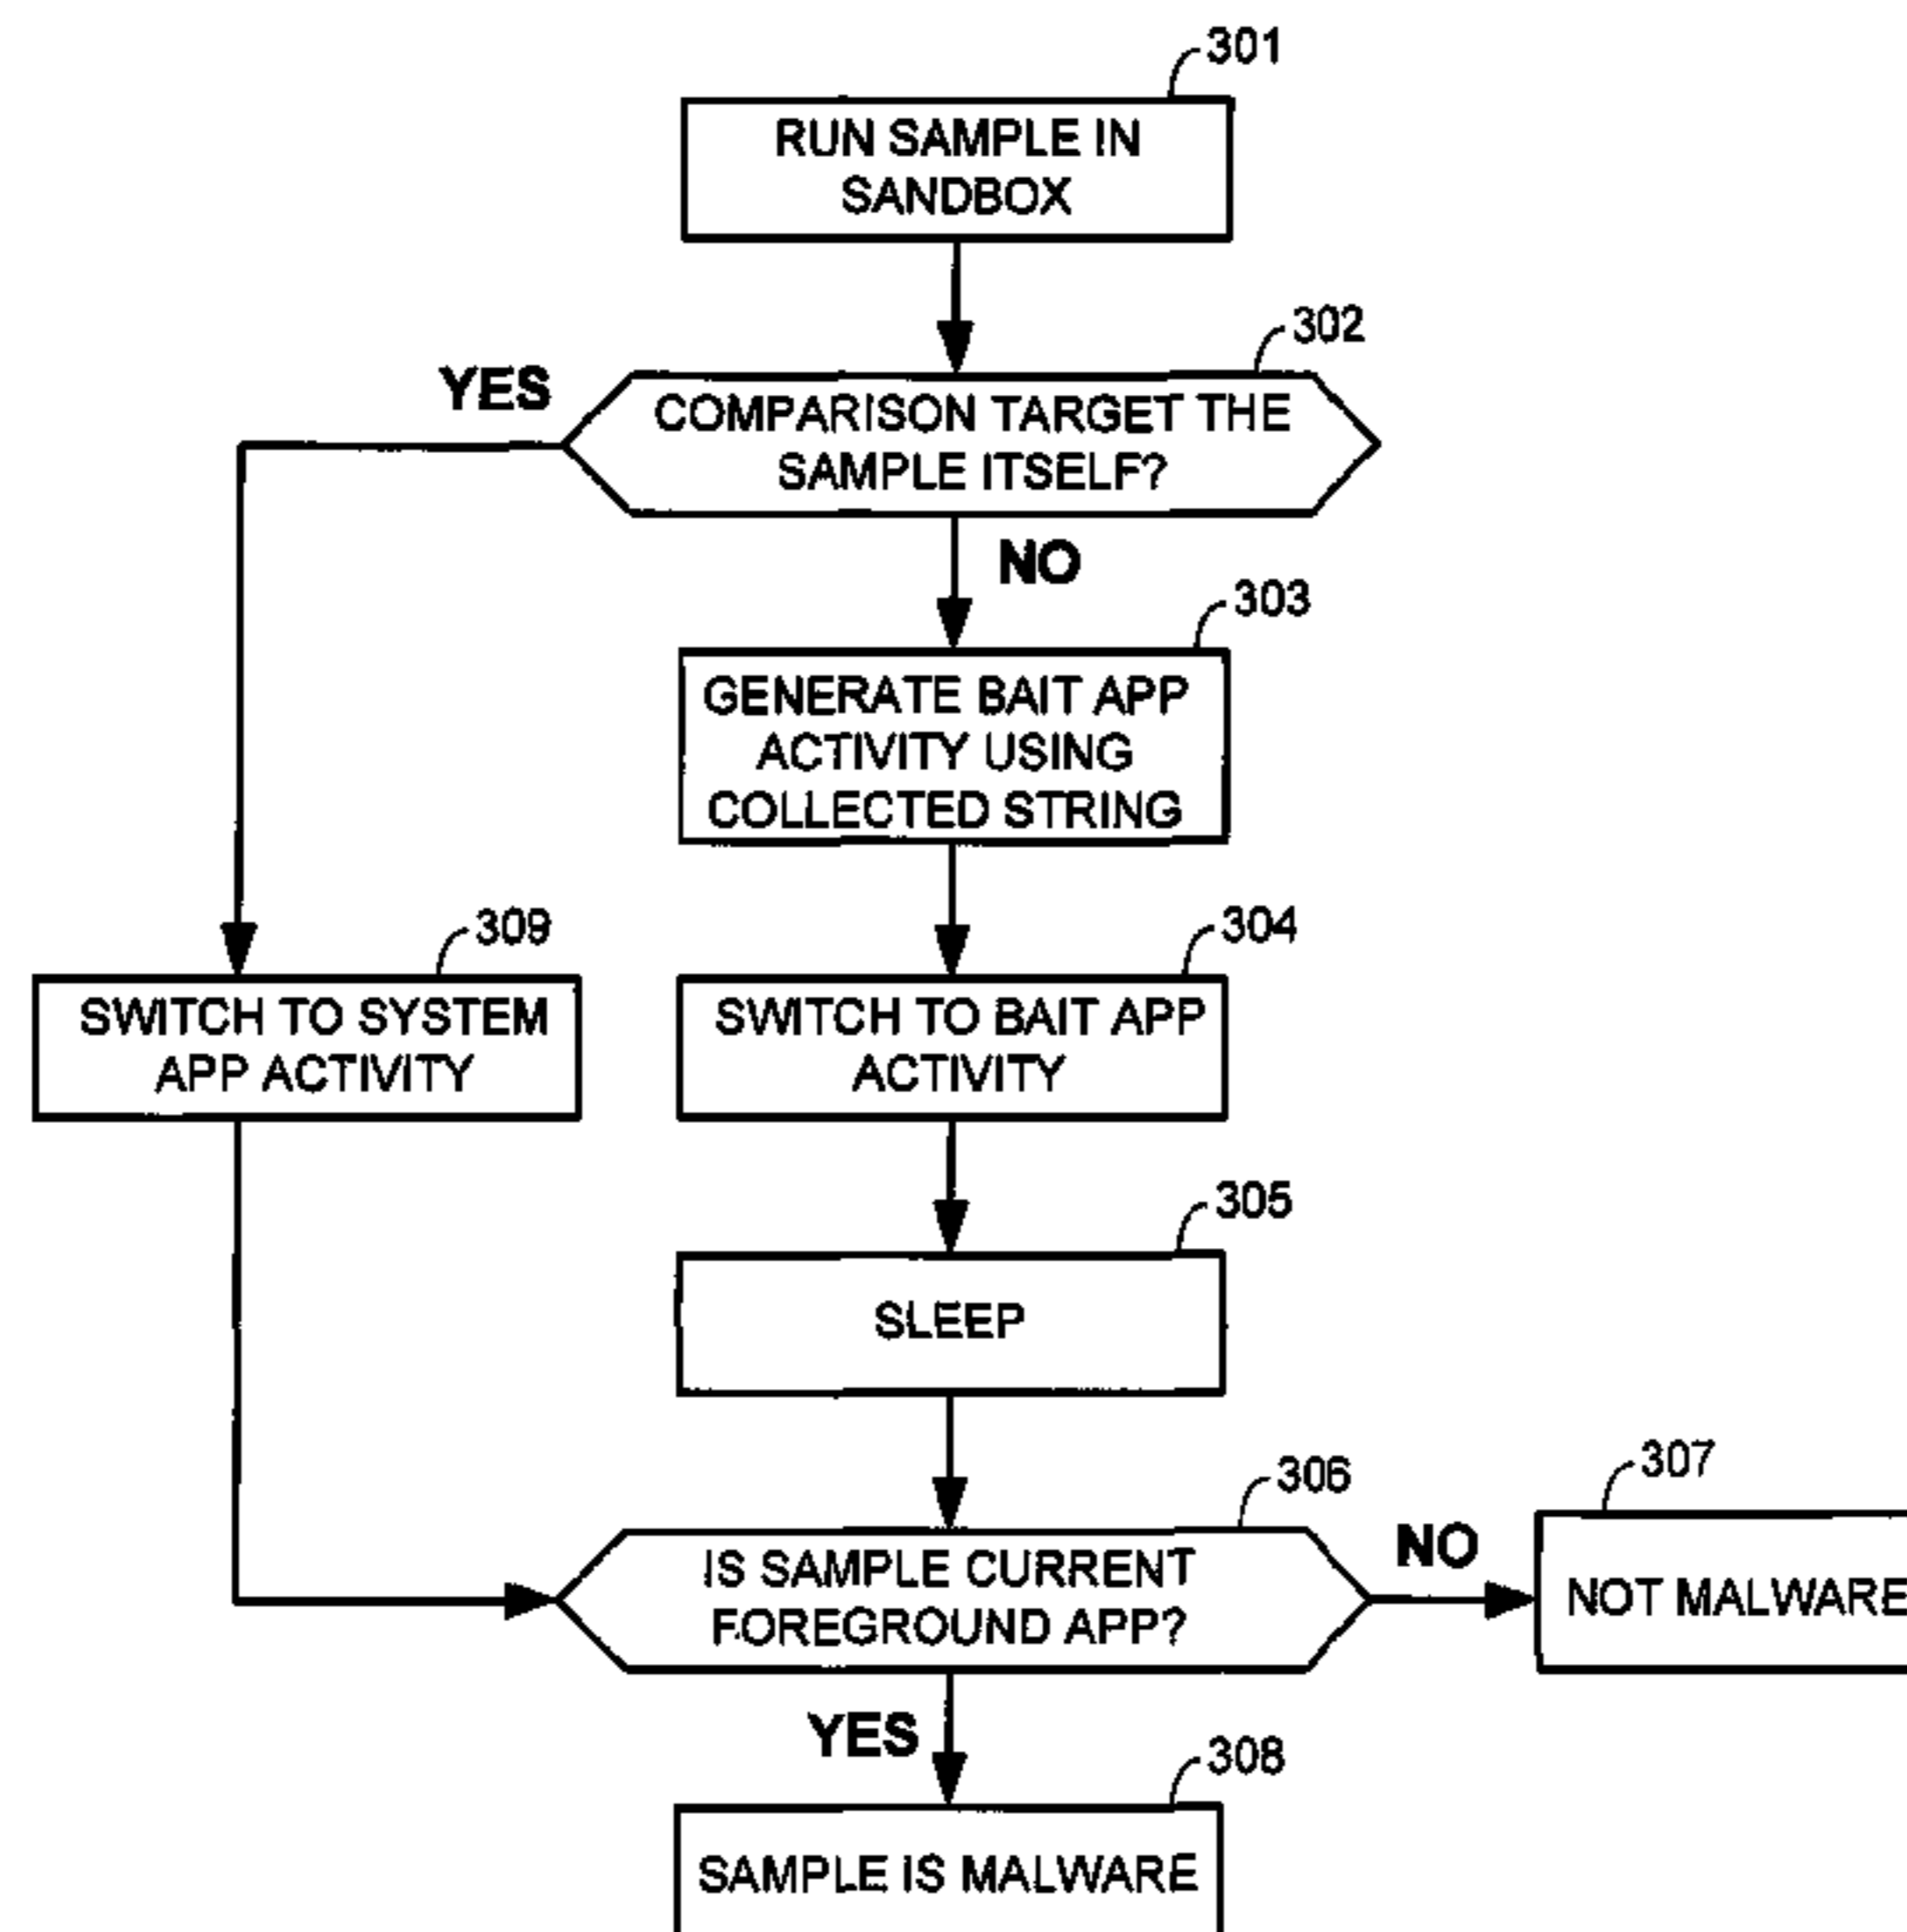 301
RUN SAMPLE IN
SANDBOX
302
YES
COMPARISON TARGET THE
SAMPLE ITSELF?
NO
303
GENERATE BAIT APP
ACTIVITY USING
COLLECTED STRING
309
304
SWITCH TO SYSTEM
APP ACTIVITY
SWITCH TO BAIT APP
ACTIVITY
305
SLEEP
306
307
IS SAMPLE CURRENT
FOREGROUND APP?
NO
NOT MALWARE
YES
308
SAMPLE IS MALWARE